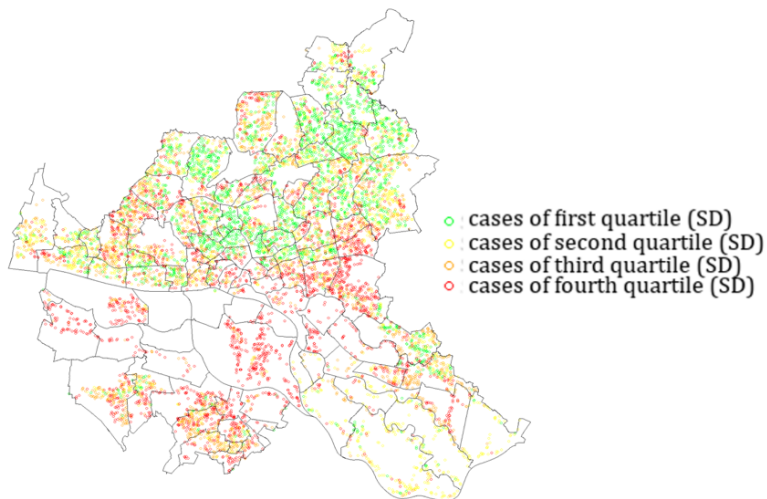 cases of first quartile (SD)
cases of second quartile (SD)
cases of third quartile (SD)
cases of fourth quartile (SD)